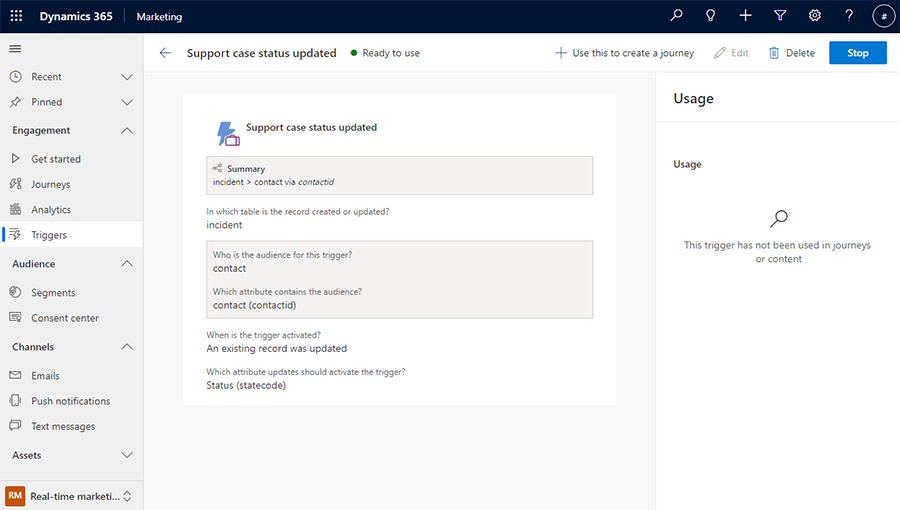 Dynamics 365 Marketing
?
#
Support case status updated Ready to use Use this to create a journey Edit Delete Stop
Recent
Pinned
Engagement
Get started
Journeys
Analytics
Triggers
Audience
Segments
Consent center
Channels
Emails
Push notifications
Text messages
Assets
RM Real-time marketi...
Support case status updated
Summary
incident > contact via contactid
In which table is the record created or updated?
incident
Who is the audience for this trigger?
contact
Which attribute contains the audience?
contact (contactid)
When is the trigger activated?
An existing record was updated
Which attribute updates should activate the trigger?
Status (statecode)
Usage
Usage
This trigger has not been used in journeys
or content